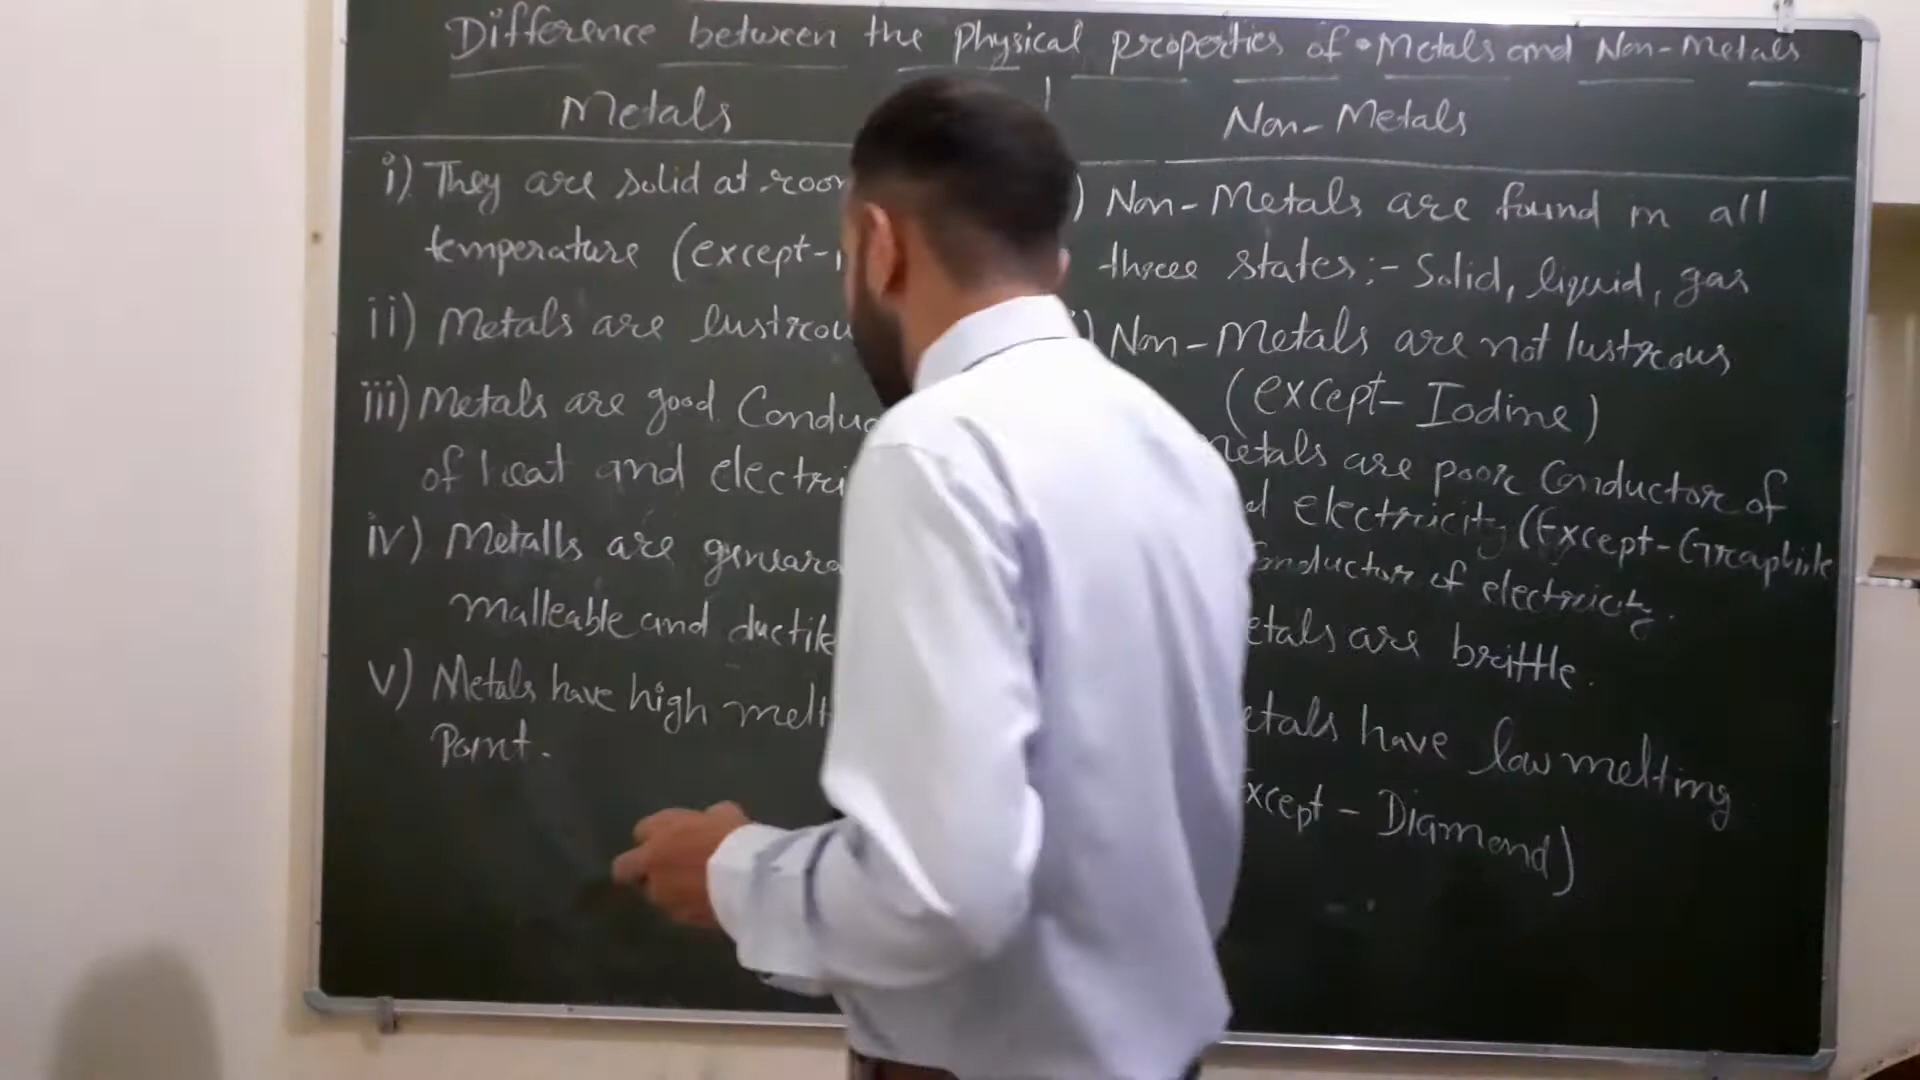 Difference between the Physical properties of Metals and Non-Metals
Metals
Non-Metals
i) They are solid at room
temperature (except-
ii) Metals are lustrou
iii) Metals are good Conduc
of heat and electri
iv) Metalls are genera
malleable and ductile
v) Metals have high melt
Point.
) Non-Metals are found in all
three states:- Solid, liquid, gas
) Non-Metals are not lustrous
(except- Iodine)
etals are poor Conductor of
d electricity (Except-Graphite
Conductor of electricity.
etals are brittle.
etals have low melting
xcept - Diamond)